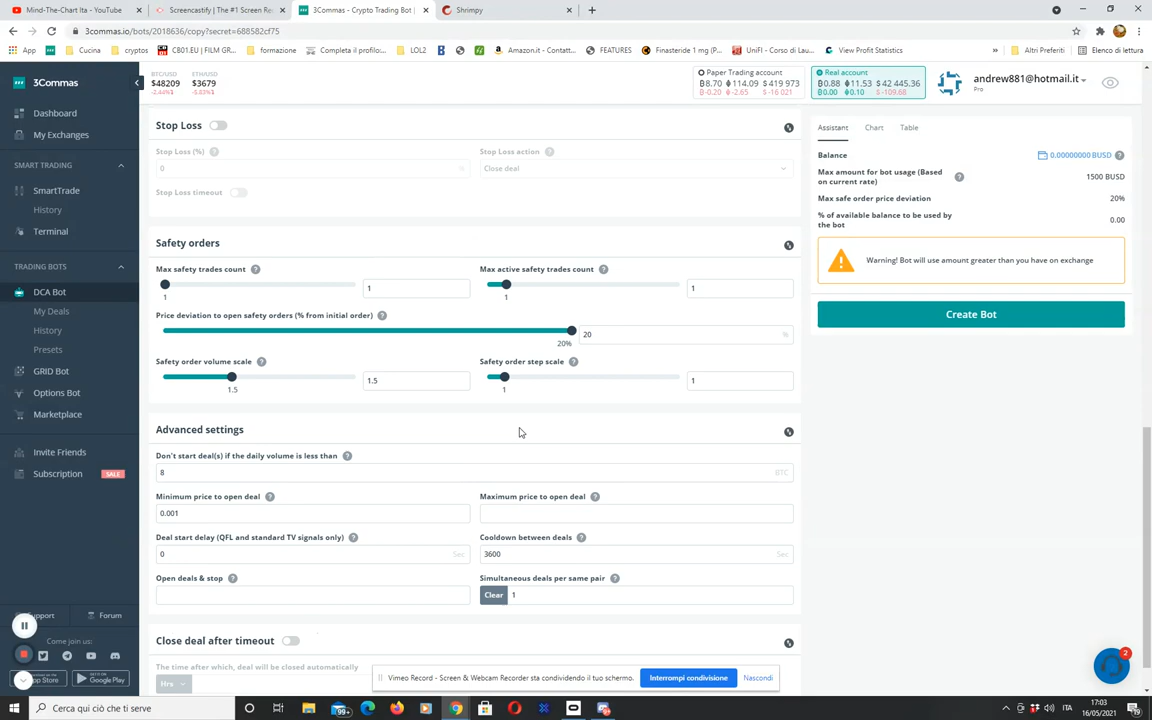 Mind-The-Chart Ita - YouTube
Screencastify | The #1 Screen Re
3Commas - Crypto Trading Bot |
Shrimpy
3commas.io/bots/2018636/copy?secret=688582cf75
App
Cucina
cryptos
CB01.EU | FILM GR...
formazione
Completa il profilo...
LOL2
Amazon.it - Contatt...
FEATURES
Finasteride 1 mg (P...
UniFI - Corso di Lau...
View Profit Statistics
»
Altri Preferiti
Elenco di lettura
3Commas
BTC/USD
$48209
ETH/USD
$3679
Paper Trading account
₿8.70 114.09 $ 419 973
₿-0.20 -2.65 $ -16 021
Real account
₿0.88 11.53 $ 42 445.36
₿0.00 0.10 $ -109.68
andrew881@hotmail.it
Pro
Dashboard
My Exchanges
SMART TRADING
SmartTrade
History
Terminal
TRADING BOTS
DCA Bot
My Deals
History
Presets
GRID Bot
Options Bot
Marketplace
Invite Friends
Subscription
SALE
Support
Forum
Come join us:
App Store
GET IT ON
Google Play
Stop Loss
Stop Loss (%)
0
%
Stop Loss action
Close deal
Stop Loss timeout
Safety orders
Max safety trades count
1
1
Max active safety trades count
1
1
Price deviation to open safety orders (% from initial order)
20
%
20%
Safety order volume scale
1.5
1.5
Safety order step scale
1
1
Advanced settings
Don't start deal(s) if the daily volume is less than
8
BTC
Minimum price to open deal
0.001
Maximum price to open deal
Deal start delay (QFL and standard TV signals only)
0
Sec
Cooldown between deals
3600
Sec
Open deals & stop
Simultaneous deals per same pair
Clear
1
Close deal after timeout
The time after which, deal will be closed automatically
Hrs
Assistant
Chart
Table
Balance
0.00000000 BUSD
Max amount for bot usage (Based on current rate)
1500 BUSD
Max safe order price deviation
20%
% of available balance to be used by the bot
0.00
Warning! Bot will use amount greater than you have on exchange
Create Bot
2
Vimeo Record - Screen & Webcam Recorder sta condividendo il tuo schermo.
Interrompi condivisione
Nascondi
Cerca qui ciò che ti serve
99+
ITA
17:03
16/05/2021